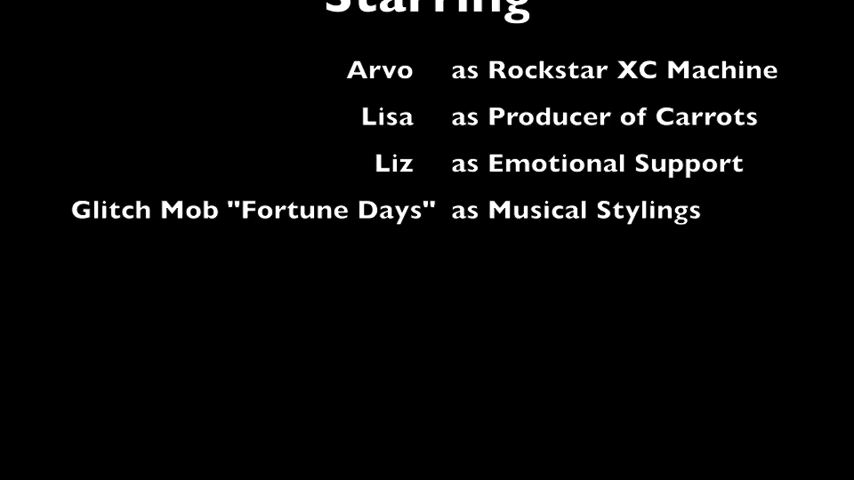 Starring
Arvo as Rockstar XC Machine
Lisa as Producer of Carrots
Liz as Emotional Support
Glitch Mob "Fortune Days" as Musical Stylings